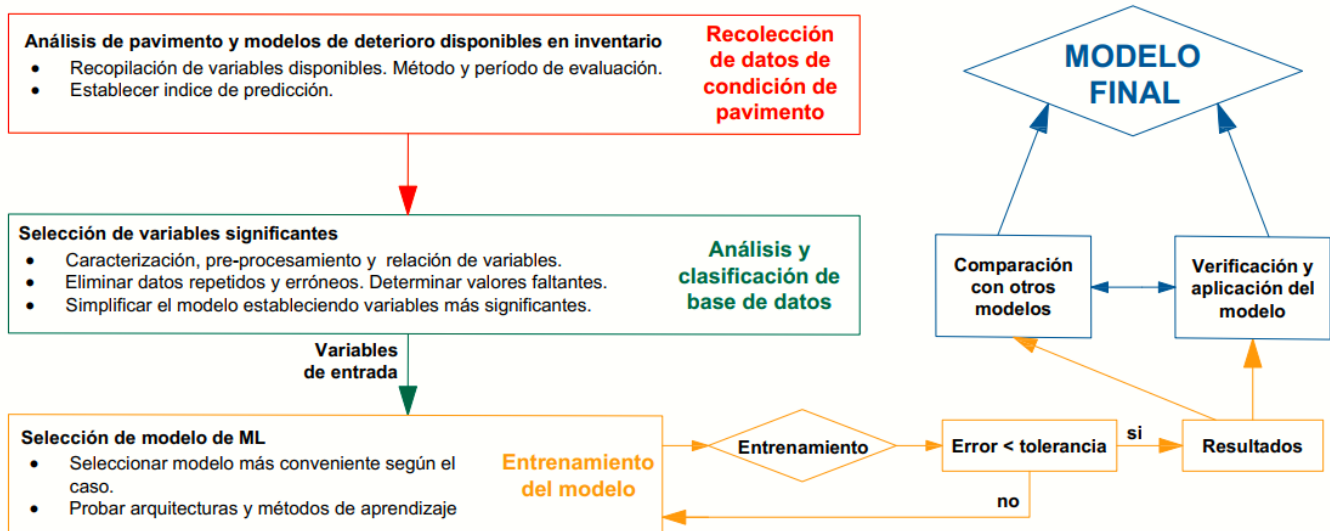 Análisis de pavimento y modelos de deterioro disponibles en inventario
• Recopilación de variables disponibles. Método y período de evaluación.
• Establecer indice de predicción.
Recolección
de datos de
condición de
pavimento
Selección de variables significantes
• Caracterización, pre-procesamiento y relación de variables.
• Eliminar datos repetidos y erróneos. Determinar valores faltantes.
• Simplificar el modelo estableciendo variables más significantes.
Análisis y
clasificación de
base de datos
Variables
de entrada
Selección de modelo de ML
• Seleccionar modelo más conveniente según el
caso.
• Probar arquitecturas y métodos de aprendizaje
Entrenamiento
del modelo
Entrenamiento
Error < tolerancia
si
no
Resultados
Comparación
con otros
modelos
Verificación y
aplicación del
modelo
MODELO
FINAL